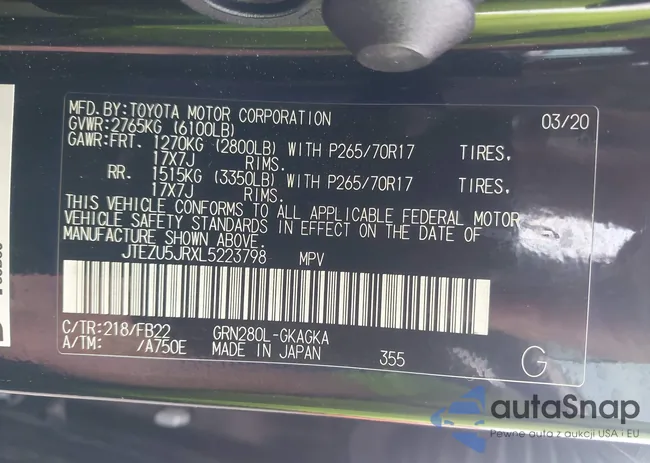 MFD.BY:TOYOTA MOTOR CORPORATION 03/20
GVWR:2765KG (6100LB)
GAWR:FRT. 1270KG (2800LB) WITH P265/70R17 TIRES,
17X7J RIMS.
RR. 1515KG (3350LB) WITH P265/70R17 TIRES,
17X7J RIMS.
THIS VEHICLE CONFORMS TO ALL APPLICABLE FEDERAL MOTOR
VEHICLE SAFETY STANDARDS IN EFFECT ON THE DATE OF
MANUFACTURE SHOWN ABOVE.
JTEZU5JRXL5223798 MPV
C/TR:218/FB22 GRN280L-GKAGKA
A/TM: /A750E MADE IN JAPAN 355 G
autaSnap
Pewne auta z aukcji USA i EU